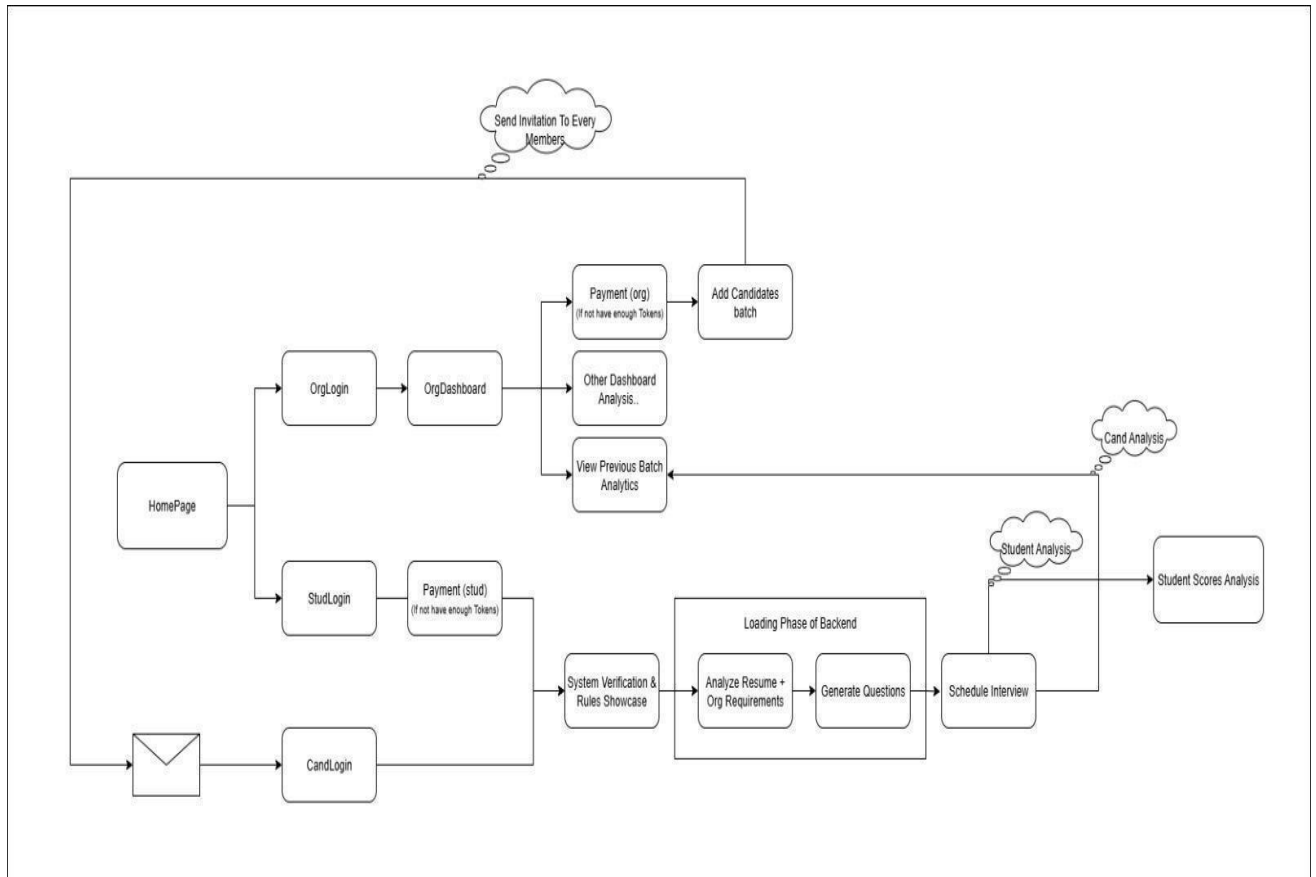 Send Invitation To Every
Members
Payment (org)
(If not have enough Tokens)
Add Candidates
batch
OrgLogin
OrgDashboard
Other Dashboard
Analysis..
Cand Analysis
View Previous Batch
Analytics
HomePage
Student Analysis
Student Scores Analysis
StudLogin
Payment (stud)
(If not have enough Tokens)
Loading Phase of Backend
System Verification &
Rules Showcase
Analyze Resume +
Org Requirements
Generate Questions
Schedule Interview
CandLogin